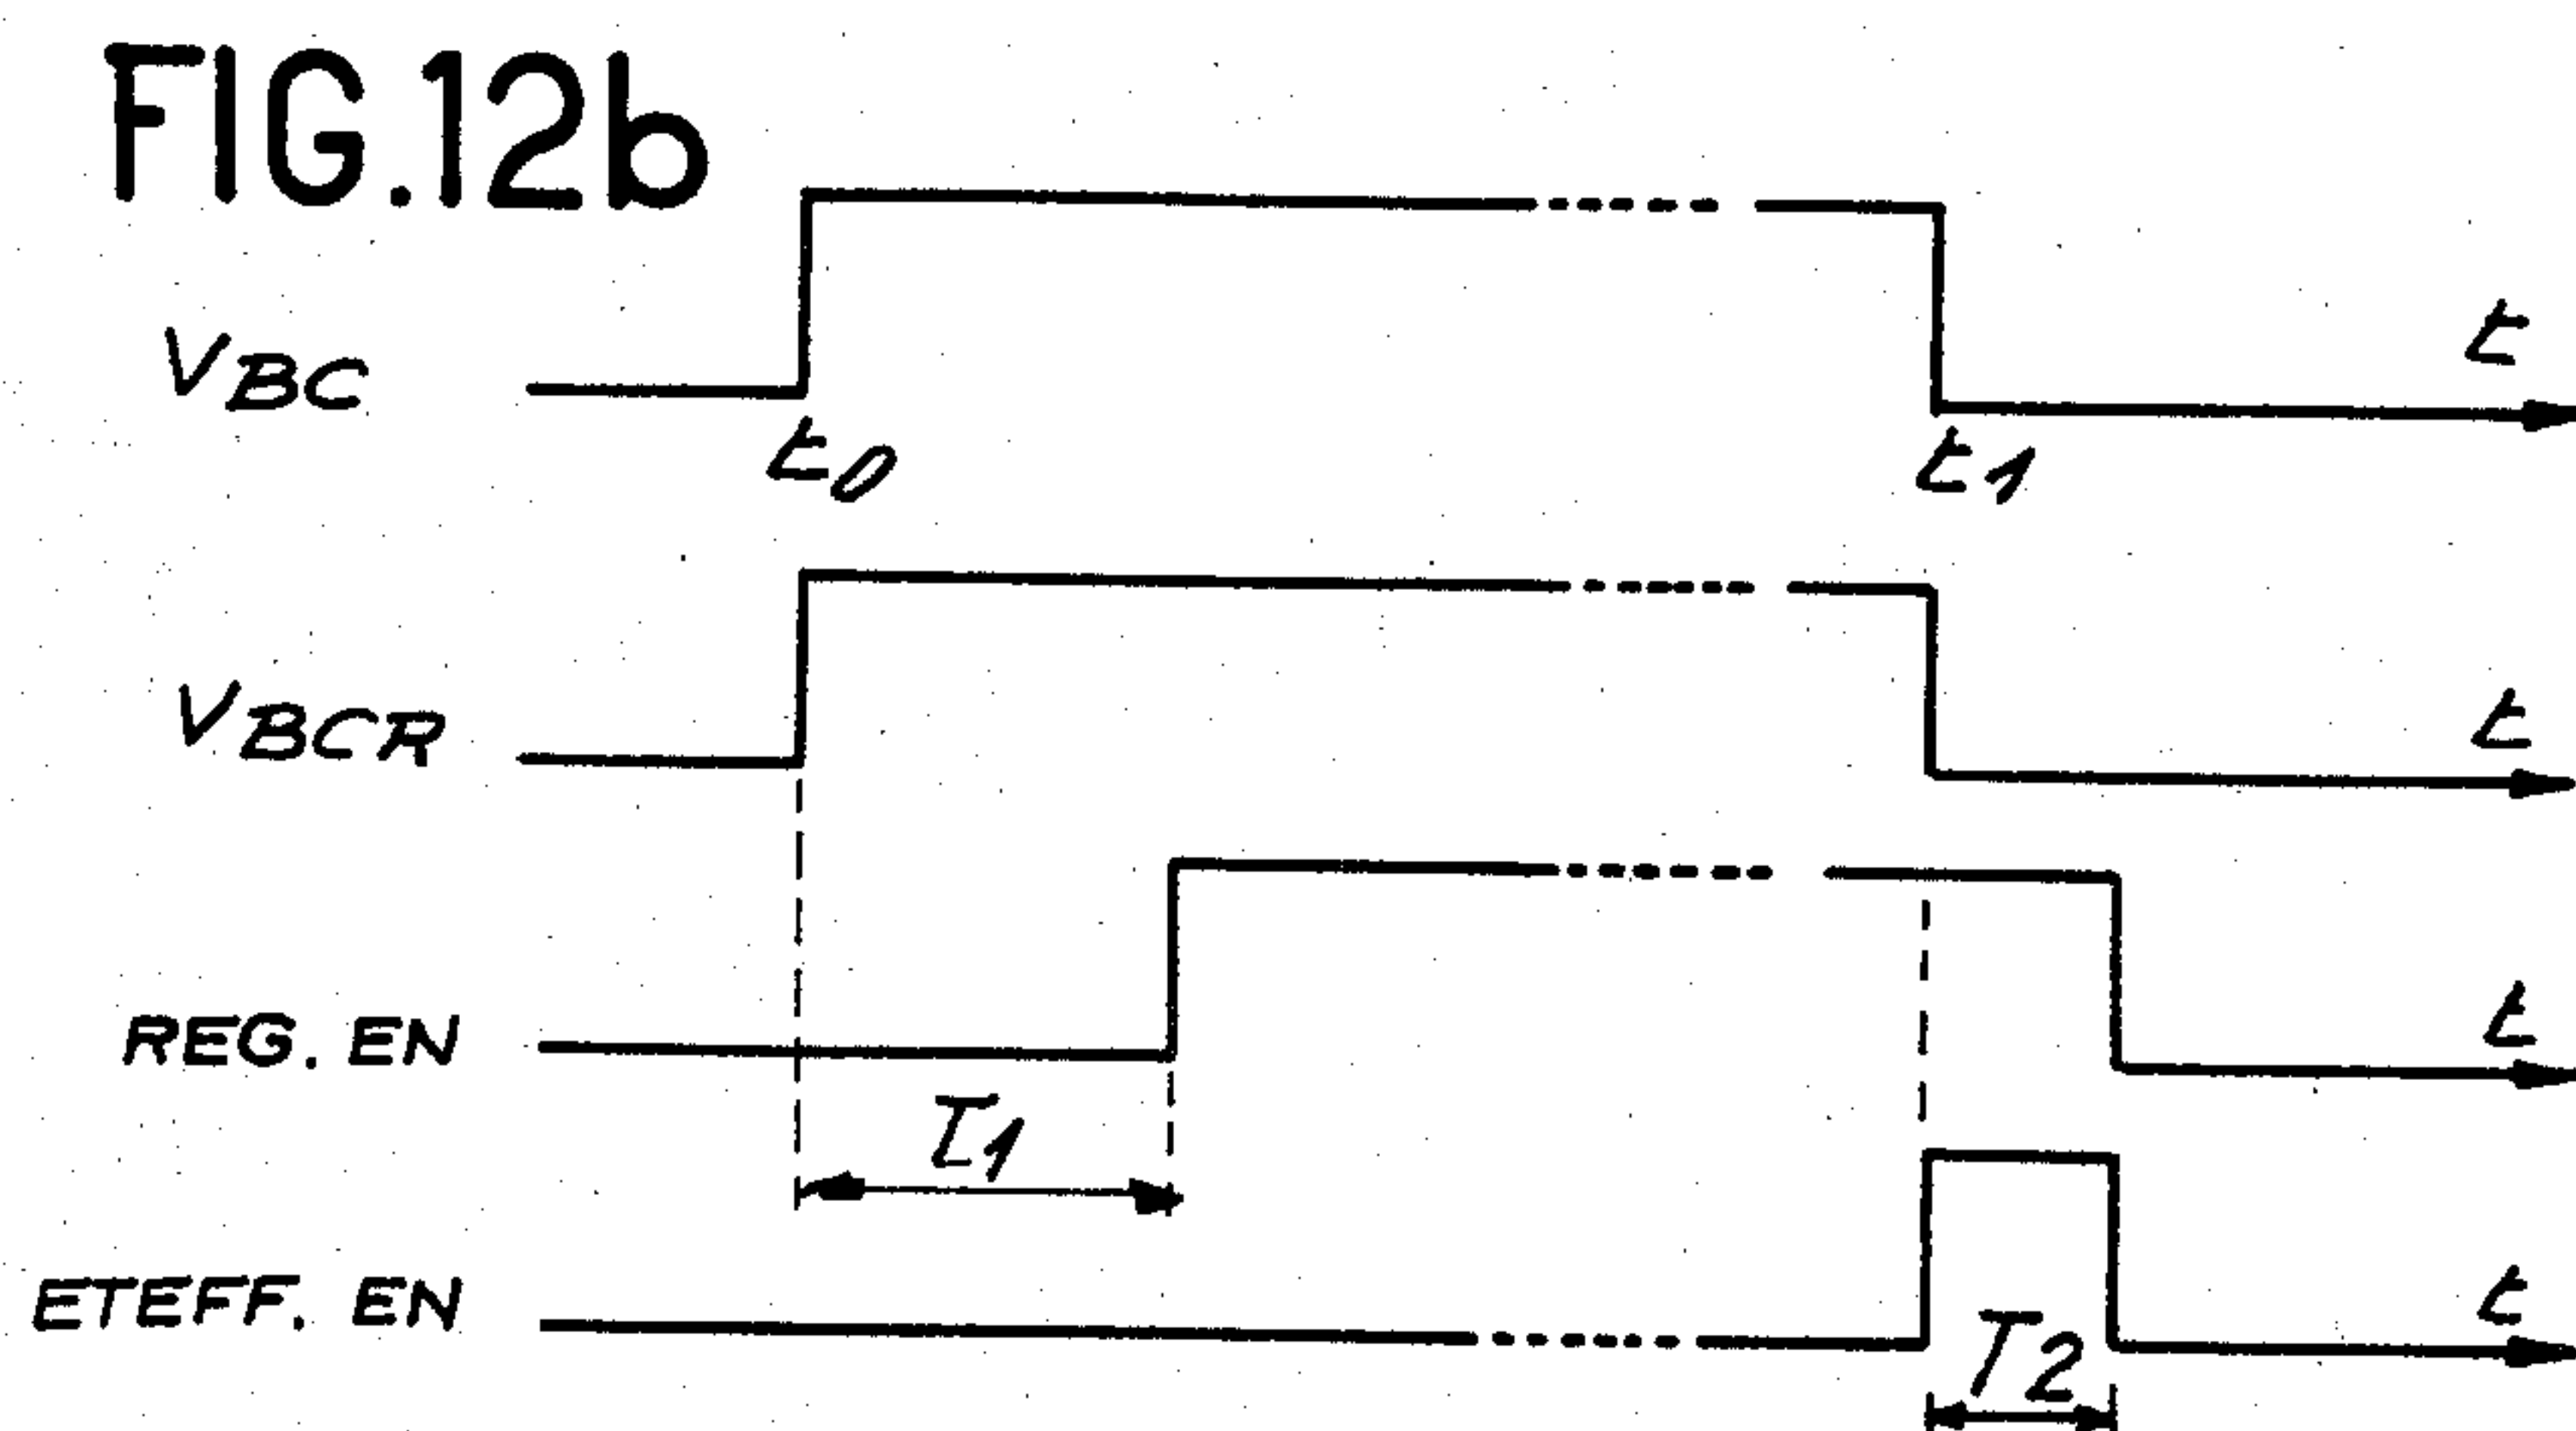 FIG.12b
VBC
t
t0
t1
VBCR
t
REG. EN
t
T1
ETEFF. EN
t
T2